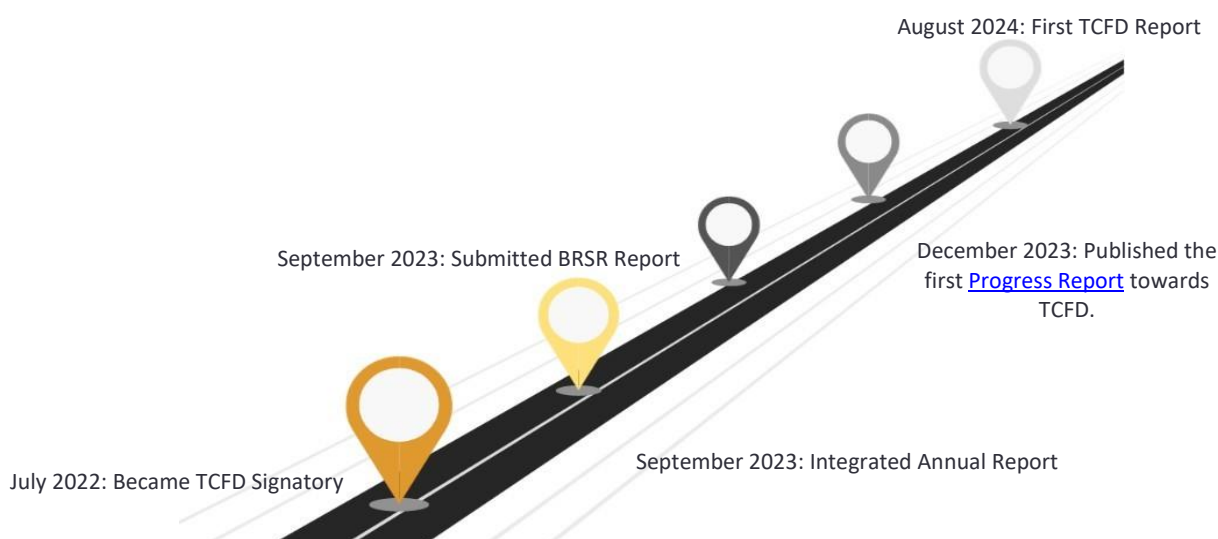 August 2024: First TCFD Report
September 2023: Submitted BRSR Report
December 2023: Published the
first Progress Report towards
TCFD.
July 2022: Became TCFD Signatory
September 2023: Integrated Annual Report